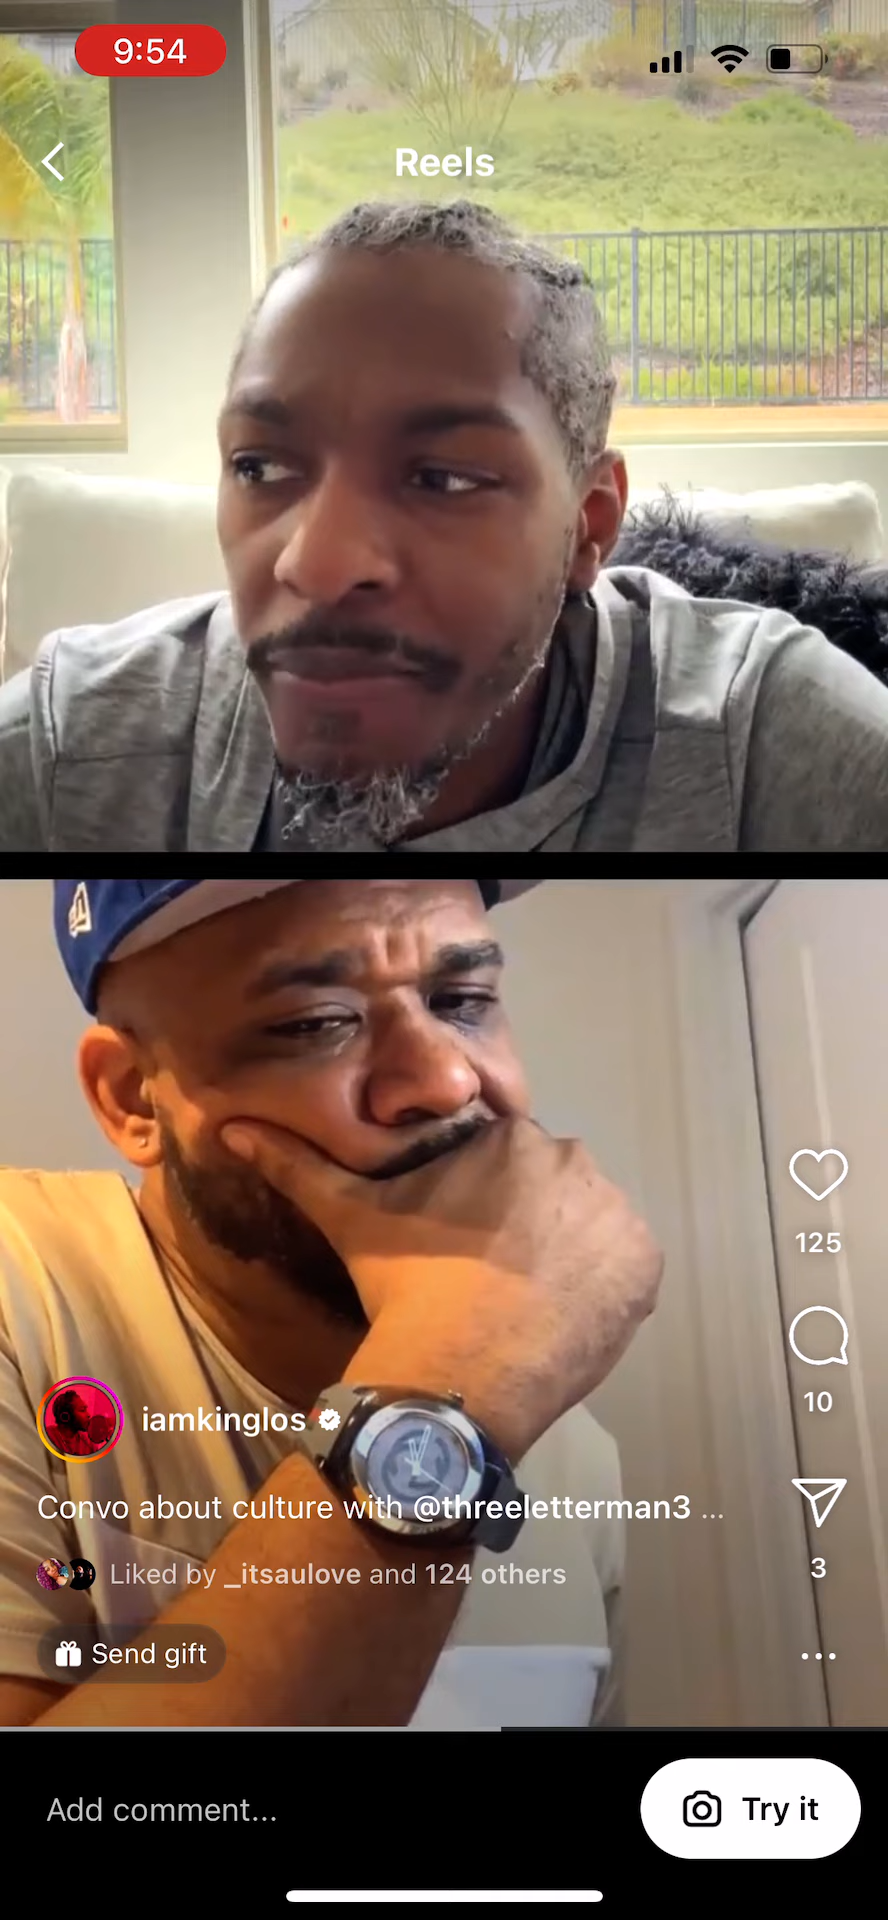 9:54
Reels
125
10
iamkinglos
Convo about culture with @threeletterman3 ...
3
Liked by _itsaulove and 124 others
Send gift
Add comment...
Try it